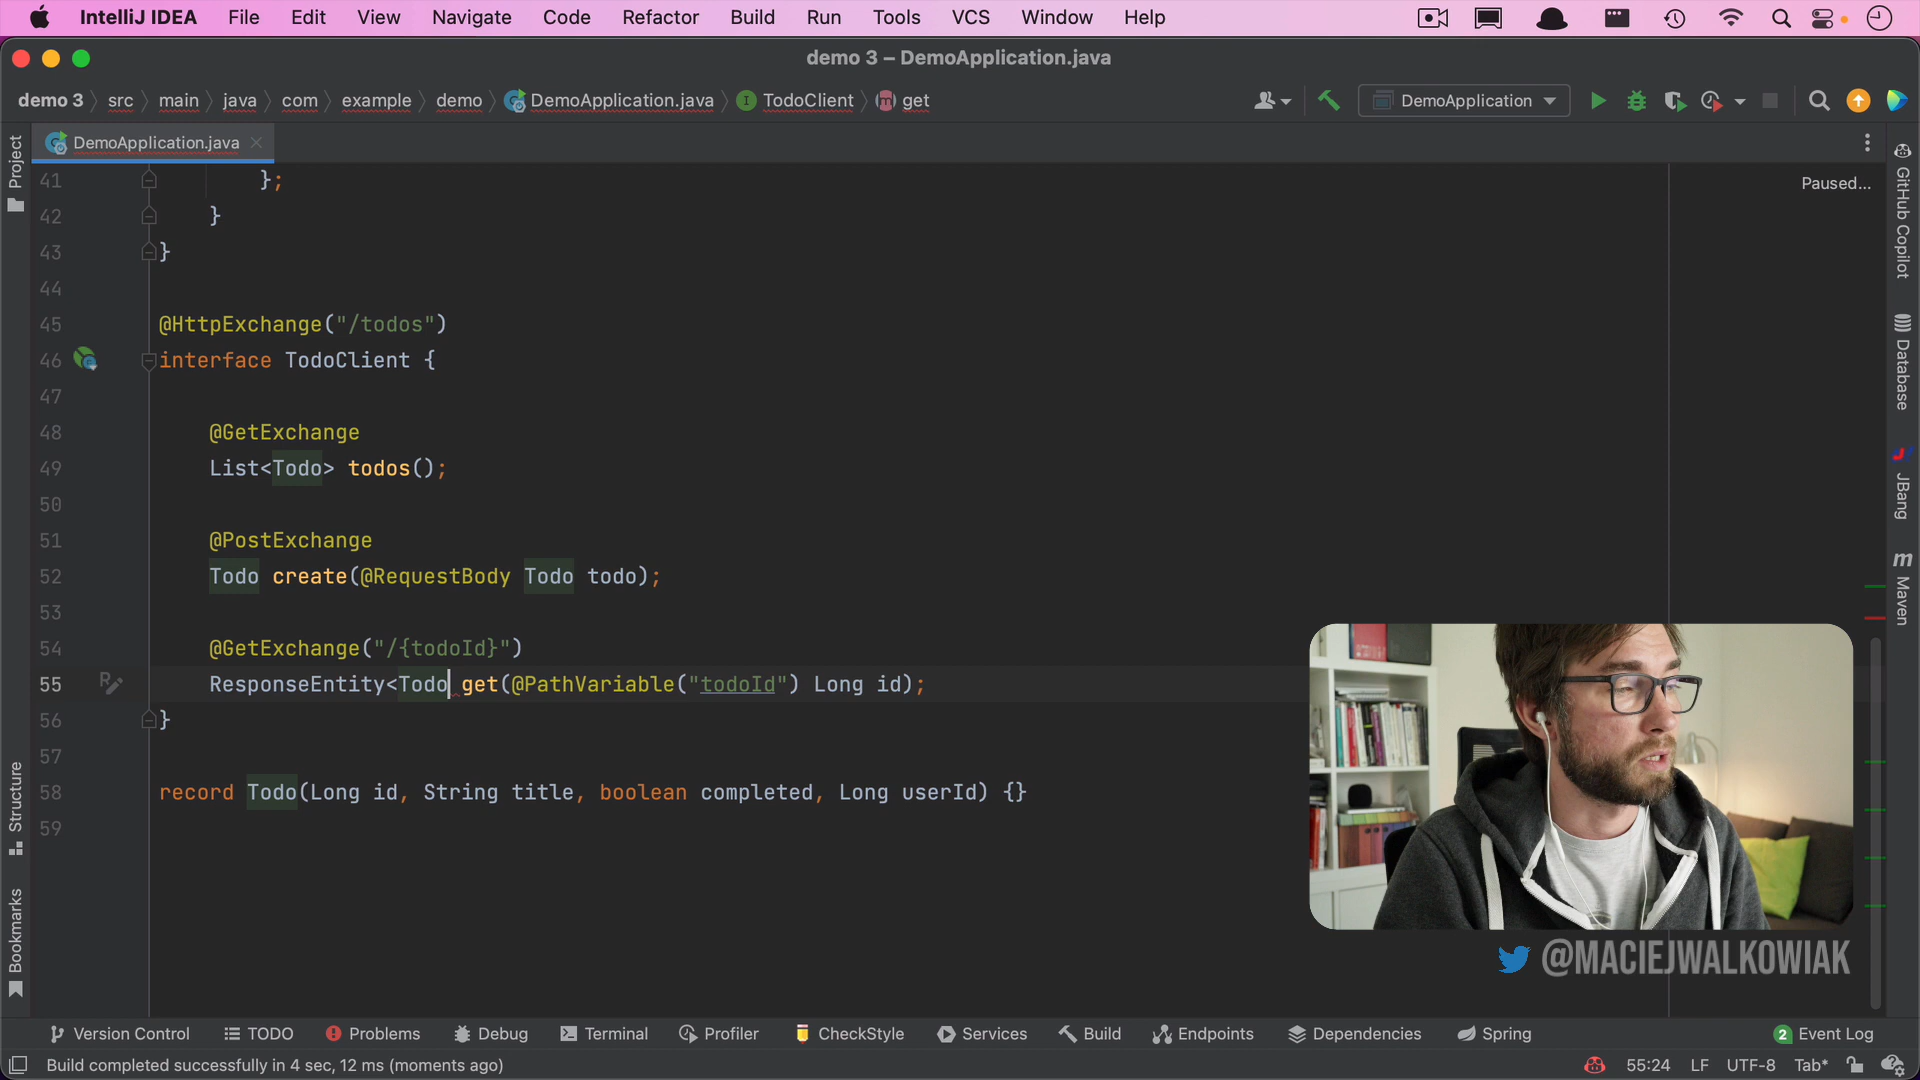 IntelliJ IDEA File Edit View Navigate Code Refactor Build Run Tools VCS Window Help
demo 3 – DemoApplication.java
demo 3 src main java com example demo DemoApplication.java TodoClient get DemoApplication
DemoApplication.java
Project
Paused...
41 };
42 }
43 }
44
45 @HttpExchange("/todos")
46 interface TodoClient {
47
48 @GetExchange
49 List<Todo> todos();
50
51 @PostExchange
52 Todo create(@RequestBody Todo todo);
53
54 @GetExchange("/{todoId}")
55 ResponseEntity<Todo get(@PathVariable("todoId") Long id);
56 }
57
58 record Todo(Long id, String title, boolean completed, Long userId) {}
59
Structure
Bookmarks
GitHub Copilot
Database
JBang
Maven
@MACIEJWALKOWIAK
Version Control TODO Problems Debug Terminal Profiler CheckStyle Services Build Endpoints Dependencies Spring 2 Event Log
Build completed successfully in 4 sec, 12 ms (moments ago) 55:24 LF UTF-8 Tab*